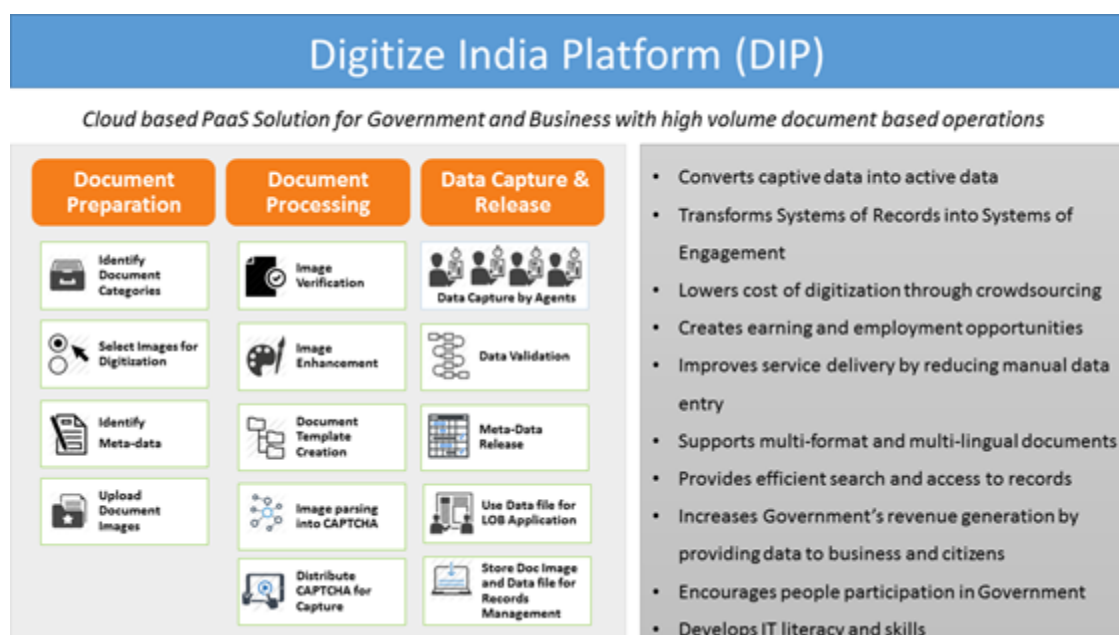 Digitize India Platform (DIP)
Cloud based PaaS Solution for Government and Business with high volume document based operations
Document
Preparation
Identify
Document
Categories
Select Images for
Digitization
Identify
Meta-data
Upload
Document
Images
Document
Processing
Image
Verification
Image
Enhancement
Document
Template
Creation
Image parsing
into CAPTCHA
Distribute
CAPTCHA for
Capture
Data Capture &
Release
Data Capture by Agents
Data Validation
Meta-Data
Release
Use Data file for
LOB Application
Store Doc Image
and Data file for
Records
Management
• Converts captive data into active data
• Transforms Systems of Records into Systems of
Engagement
• Lowers cost of digitization through crowdsourcing
• Creates earning and employment opportunities
• Improves service delivery by reducing manual data
entry
• Supports multi-format and multi-lingual documents
• Provides efficient search and access to records
• Increases Government's revenue generation by
providing data to business and citizens
• Encourages people participation in Government
• Develops IT literacy and skills